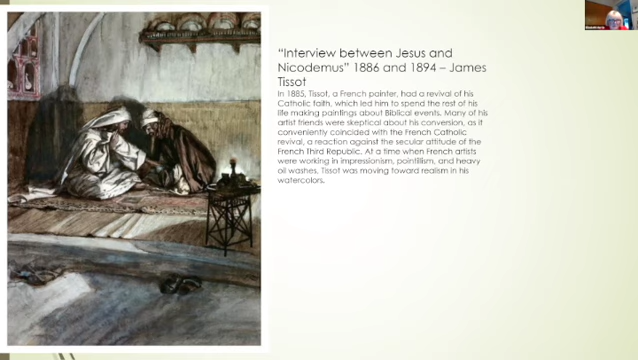 “Interview between Jesus and
Nicodemus” 1886 and 1894 – James
Tissot
In 1885, Tissot, a French painter, had a revival of his
Catholic faith, which led him to spend the rest of his
life making paintings about Biblical events. Many of his
artist friends were skeptical about his conversion, as it
conveniently coincided with the French Catholic
revival, a reaction against the secular attitude of the
French Third Republic. At a time when French artists
were working in impressionism, pointillism, and heavy
oil washes, Tissot was moving toward realism in his
watercolors.